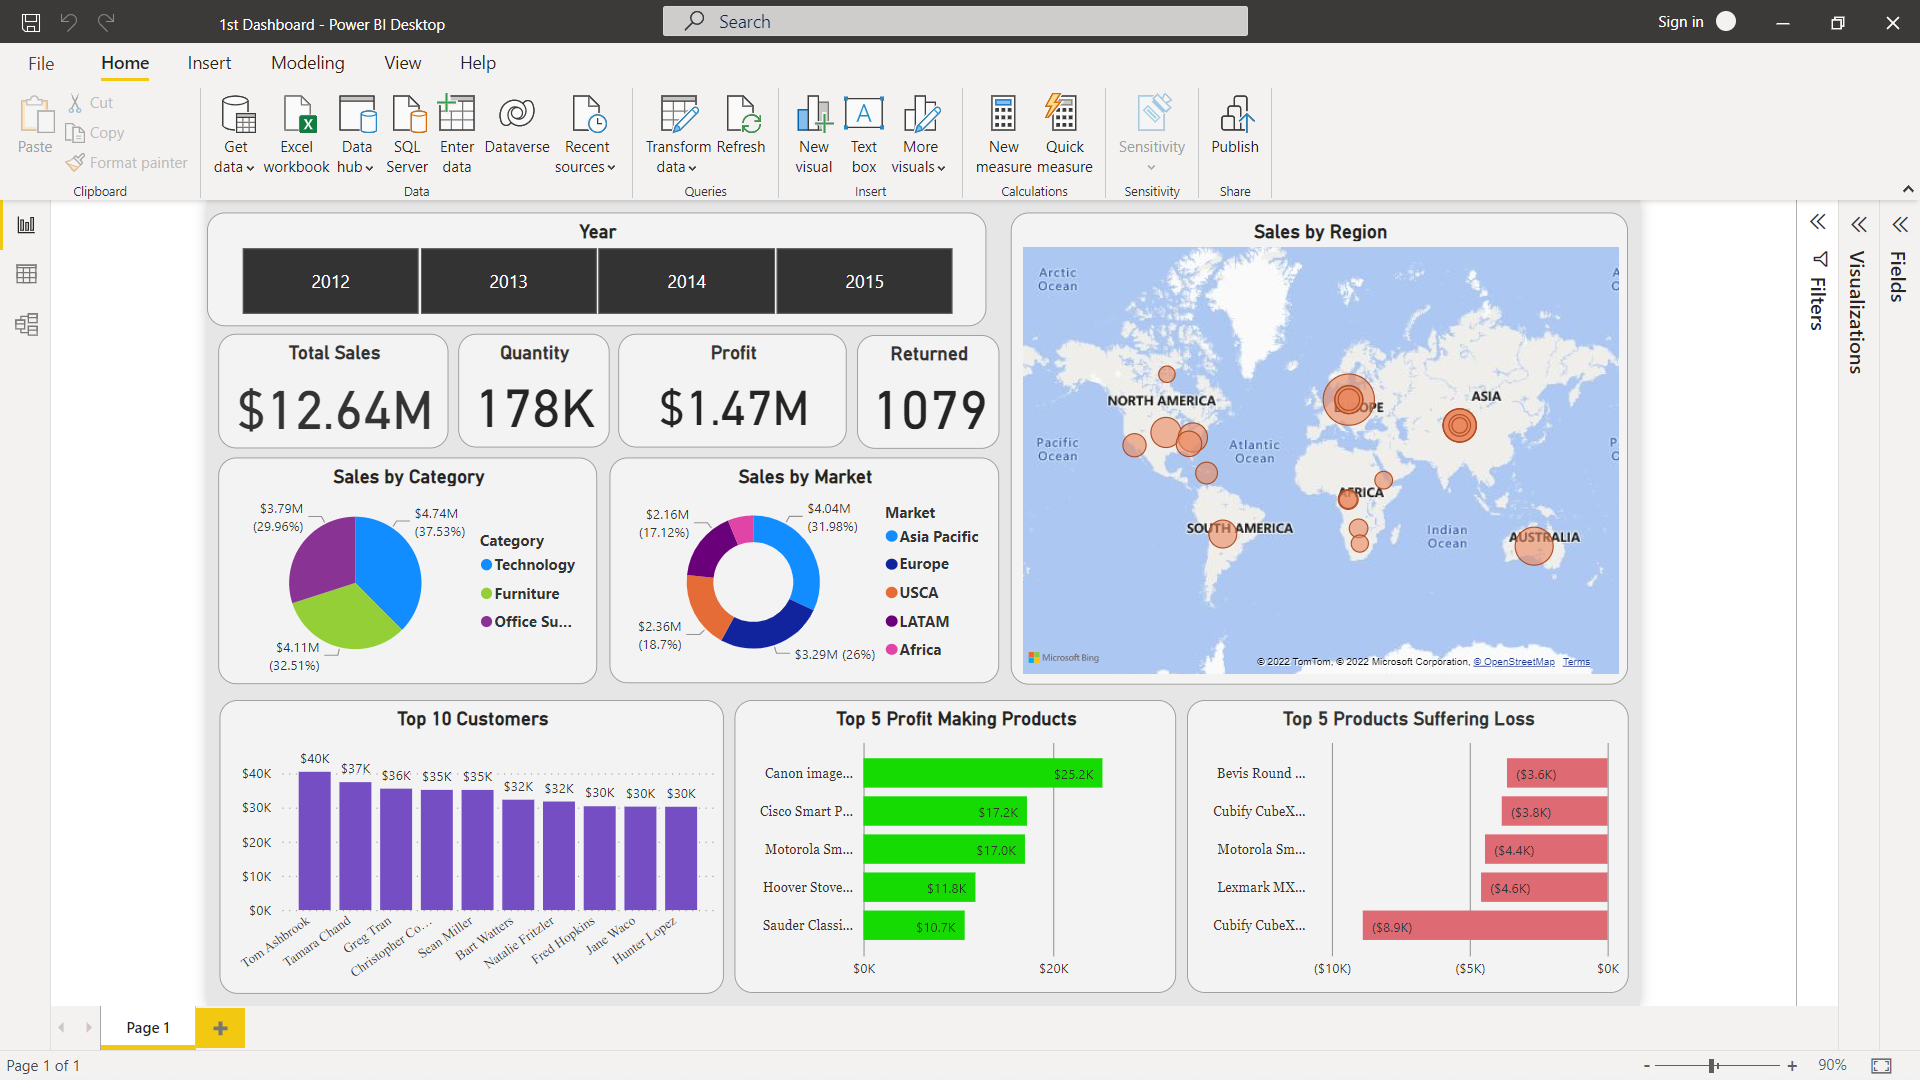 1st Dashboard - Power BI Desktop
Search
Sign in
File
Home
Insert
Modeling
View
Help
Paste
Cut
Copy
Format painter
Clipboard
Get
data
Excel
workbook
Data
hub
SQL
Server
Enter
data
Dataverse
Recent
sources
Data
Transform
data
Refresh
Queries
New
visual
Text
box
More
visuals
Insert
New
measure
Quick
measure
Calculations
Sensitivity
Sensitivity
Publish
Share
Year
2012
2013
2014
2015
Total Sales
$12.64M
Quantity
178K
Profit
$1.47M
Returned
1079
Sales by Category
$3.79M
(29.96%)
$4.74M
(37.53%)
$4.11M
(32.51%)
Category
Technology
Furniture
Office Su...
Sales by Market
$2.16M
(17.12%)
$4.04M
(31.98%)
$2.36M
(18.7%)
$3.29M (26%)
Market
Asia Pacific
Europe
USCA
LATAM
Africa
Sales by Region
Arctic
Ocean
A
O
NORTH AMERICA
OPE
ASIA
Pacific
Ocean
Atlantic
Ocean
P
O
AFRICA
SOUTH AMERICA
Indian
Ocean
AUSTRALIA
Microsoft Bing
© 2022 TomTom, © 2022 Microsoft Corporation, © OpenStreetMap Terms
Top 10 Customers
$40K
$30K
$20K
$10K
$0K
$40K
$37K
$36K
$35K
$35K
$32K
$32K
$30K
$30K
$30K
Tom Ashbrook
Tamara Chand
Greg Tran
Christopher Co...
Sean Miller
Bart Watters
Natalie Fritzler
Fred Hopkins
Jane Waco
Hunter Lopez
Top 5 Profit Making Products
Canon image...
$25.2K
Cisco Smart P...
$17.2K
Motorola Sm...
$17.0K
Hoover Stove...
$11.8K
Sauder Classi...
$10.7K
$0K
$20K
Top 5 Products Suffering Loss
Bevis Round ...
($3.6K)
Cubify CubeX...
($3.8K)
Motorola Sm...
($4.4K)
Lexmark MX...
($4.6K)
Cubify CubeX...
($8.9K)
($10K)
($5K)
$0K
Filters
Visualizations
Fields
Page 1
Page 1 of 1
90%